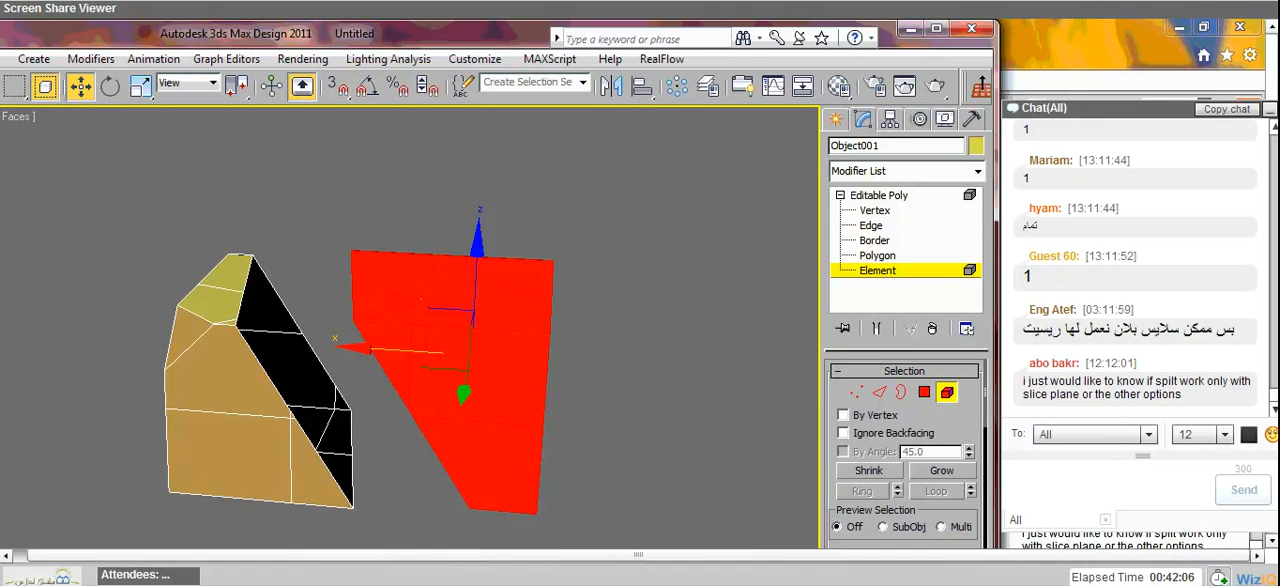 Screen Share Viewer
Autodesk 3ds Max Design 2011 Untitled
Type a keyword or phrase
Create Modifiers Animation Graph Editors Rendering Lighting Analysis Customize MAXScript Help RealFlow
View
3
%
ABC
Create Selection Se
Faces ]
z
x
Object001
Modifier List
Editable Poly
Vertex
Edge
Border
Polygon
Element
Selection
By Vertex
Ignore Backfacing
By Angle: 45.0
Shrink Grow
Ring Loop
Preview Selection
Off SubObj Multi
Chat(All)
Copy chat
1
Mariam: [13:11:44]
1
hyam: [13:11:44]
تمام
Guest 60: [13:11:52]
1
Eng Atef: [03:11:59]
بس ممكن سلايس بلان نعمل لها ريسيت
abo bakr: [12:12:01]
i just would like to know if spilt work only with
slice plane or the other options
To: All 12
300
Send
All
i just would like to know if spilt work only
with slice plane or the other options
Attendees: ...
Elapsed Time 00:42:06
WizIQ